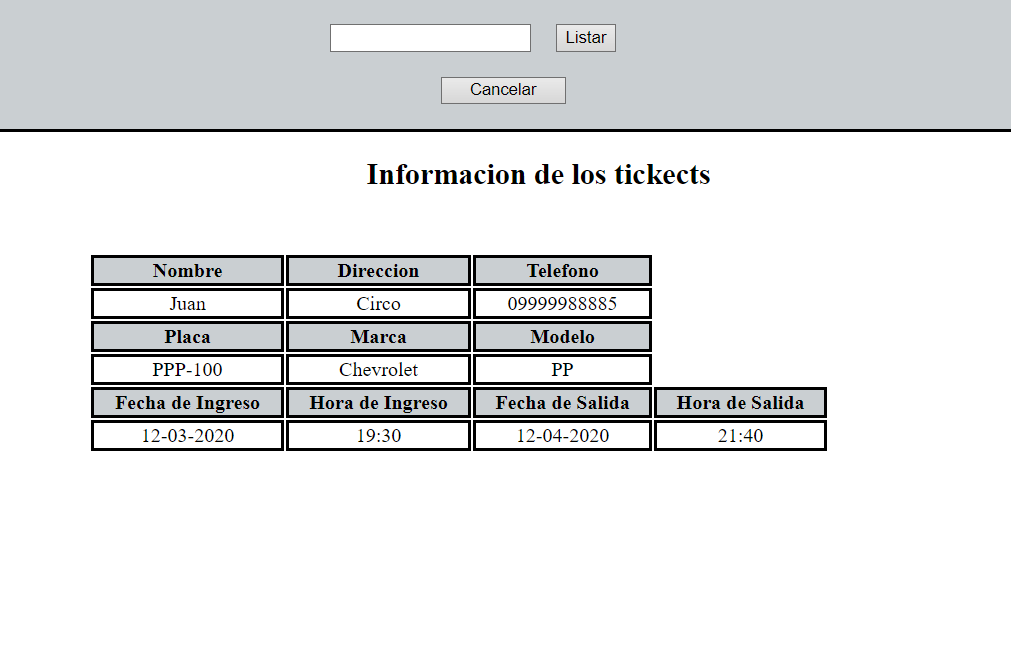 Listar
Cancelar
Informacion de los tickects
Nombre Direccion Telefono
Juan Circo 09999988885
Placa Marca Modelo
PPP-100 Chevrolet PP
Fecha de Ingreso Hora de Ingreso Fecha de Salida Hora de Salida
12-03-2020 19:30 12-04-2020 21:40